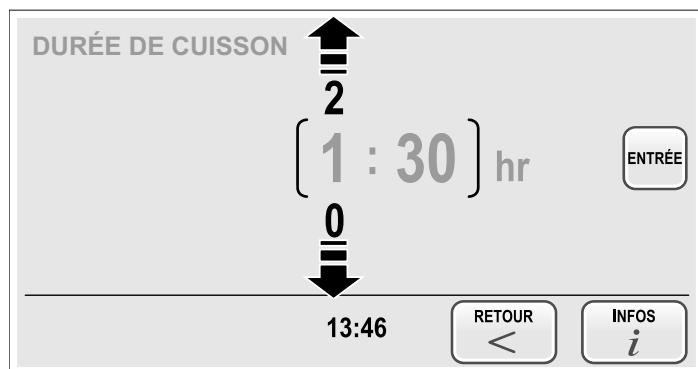 DURÉE DE CUISSON
2
[1 : 30] hr
ENTRÉE
0
13:46
RETOUR
<
INFOS
i